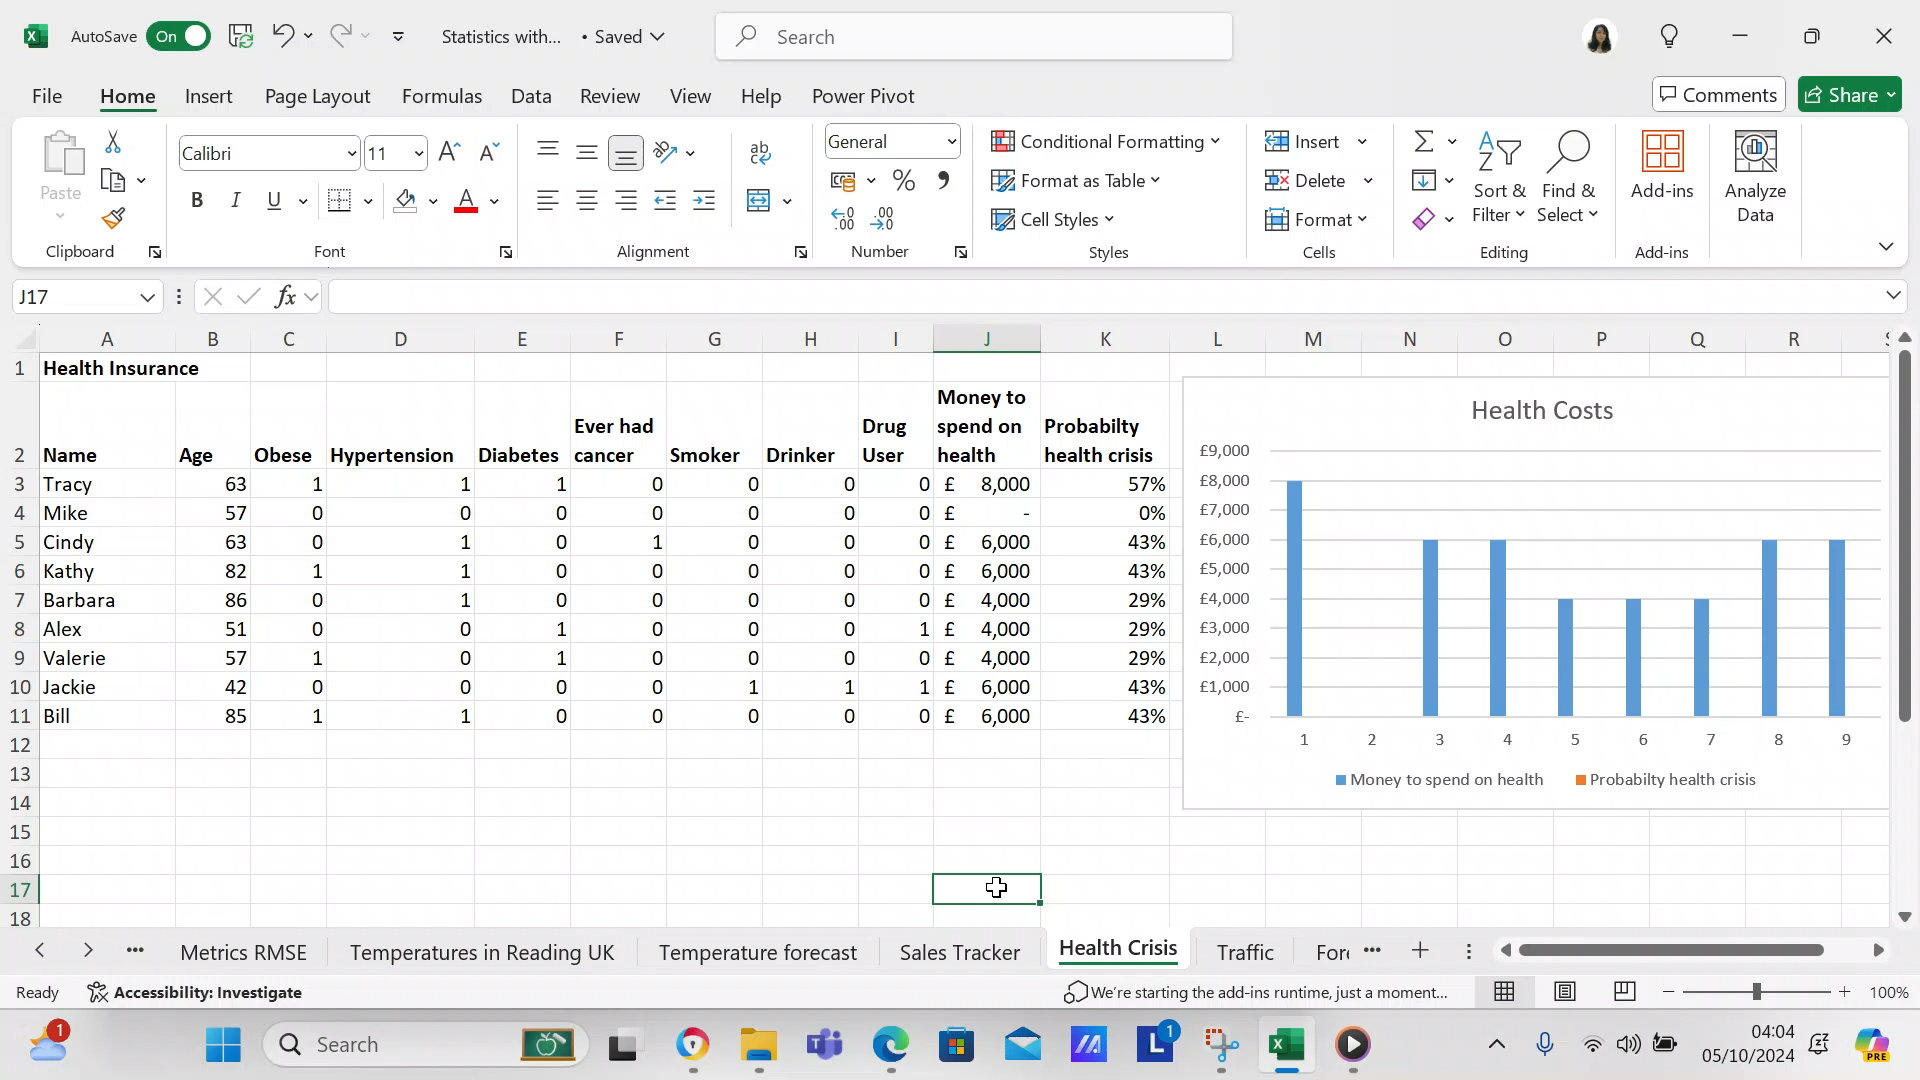 AutoSave On Statistics with... • Saved Search
File Home Insert Page Layout Formulas Data Review View Help Power Pivot Comments Share
Paste Calibri 11 ab General Conditional Formatting Insert Sort & Find & Add-ins Analyze
B I U Format as Table Delete Filter Select Data
Cell Styles Format
Clipboard Font Alignment Number Styles Cells Editing Add-ins
J17 fx
A B C D E F G H I J K L M N O P Q R
1 Health Insurance
2 Name Age Obese Hypertension Diabetes Ever had cancer Smoker Drinker Drug User Money to spend on health Probabilty health crisis
3 Tracy 63 1 1 1 0 0 0 0 £ 8,000 57%
4 Mike 57 0 0 0 0 0 0 0 £ - 0%
5 Cindy 63 0 1 0 1 0 0 0 £ 6,000 43%
6 Kathy 82 1 1 0 0 0 0 0 £ 6,000 43%
7 Barbara 86 0 1 0 0 0 0 0 £ 4,000 29%
8 Alex 51 0 0 1 0 0 0 1 £ 4,000 29%
9 Valerie 57 1 0 1 0 0 0 0 £ 4,000 29%
10 Jackie 42 0 0 0 0 1 1 1 £ 6,000 43%
11 Bill 85 1 1 0 0 0 0 0 £ 6,000 43%
12
13
14
15
16
17
18
Health Costs
£9,000
£8,000
£7,000
£6,000
£5,000
£4,000
£3,000
£2,000
£1,000
£-
1 2 3 4 5 6 7 8 9
Money to spend on health Probabilty health crisis
Metrics RMSE Temperatures in Reading UK Temperature forecast Sales Tracker Health Crisis Traffic Fore
Ready Accessibility: Investigate We're starting the add-ins runtime, just a moment... 100%
1 Search L 1 04:04
05/10/2024
PRE